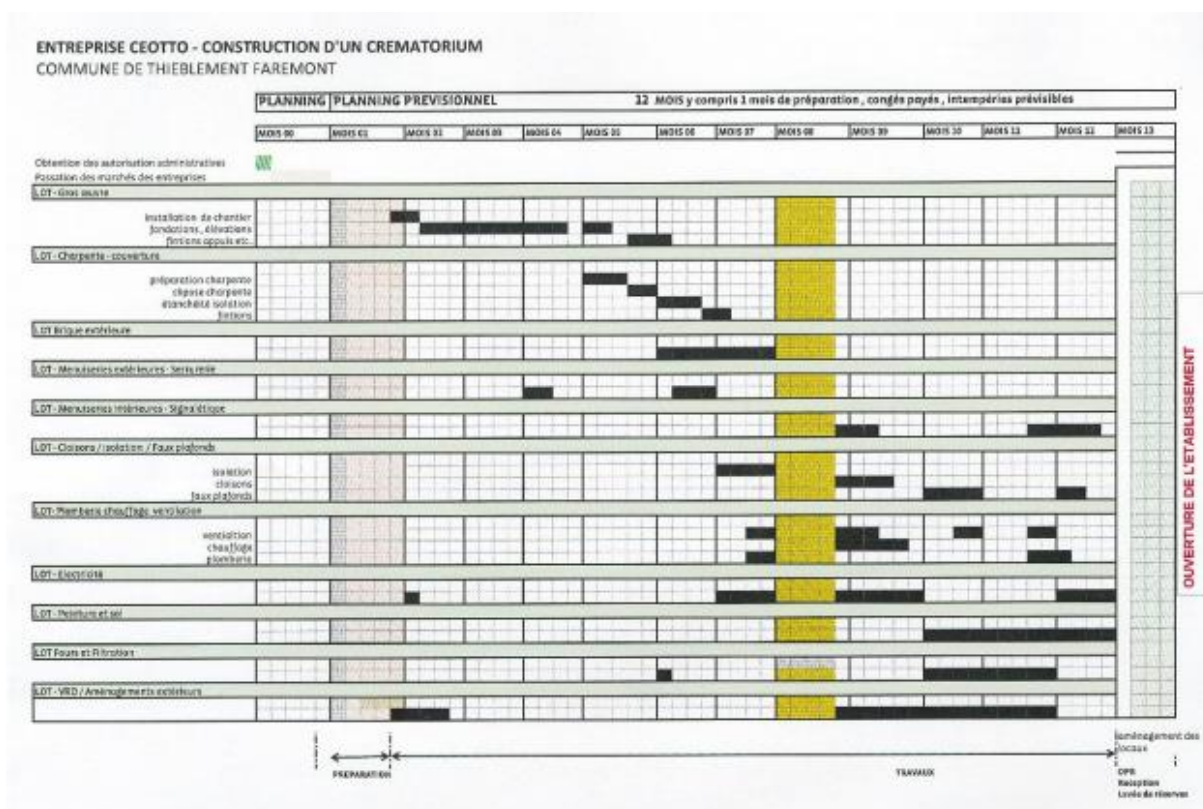 ENTREPRISE CEOTTO - CONSTRUCTION D'UN CREMATORIUM
COMMUNE DE THIEBLEMENT FAREMONT
PLANNING PLANNING PREVISIONNEL 12 MOIS y compris 1 mois de préparation, congés payés, intempéries prévisibles
MOIS 00 MOIS 01 MOIS 02 MOIS 03 MOIS 04 MOIS 05 MOIS 06 MOIS 07 MOIS 08 MOIS 09 MOIS 10 MOIS 11 MOIS 12 MOIS 13
Obtention des autorisation administratives
Passation des marchés des entreprises
LOT - Gros œuvre
installation de chantier
fondations, élévations
fintions appuis etc..
LOT - Charpente - couverture
préparation charpente
charpente
étanchéité isolation
fintions
LOT Brique extérieure
LOT - Menuiseries extérieures - Serrurerie
LOT - Menuiseries intérieures - Signalétique
LOT - Cloisons / isolation / Faux plafonds
isolation
cloisons
faux plafonds
LOT - Plomberie chauffage ventilation
ventilation
chauffage
plomberie
LOT - Electricité
LOT - Peinture et sol
LOT Fours et Filtration
LOT - VRD / Aménagements extérieurs
OUVERTURE DE L'ETABLISSEMENT
PREPARATION
TRAVAUX
aménagement des
locaux
OPR
Reception
Levée de réserves